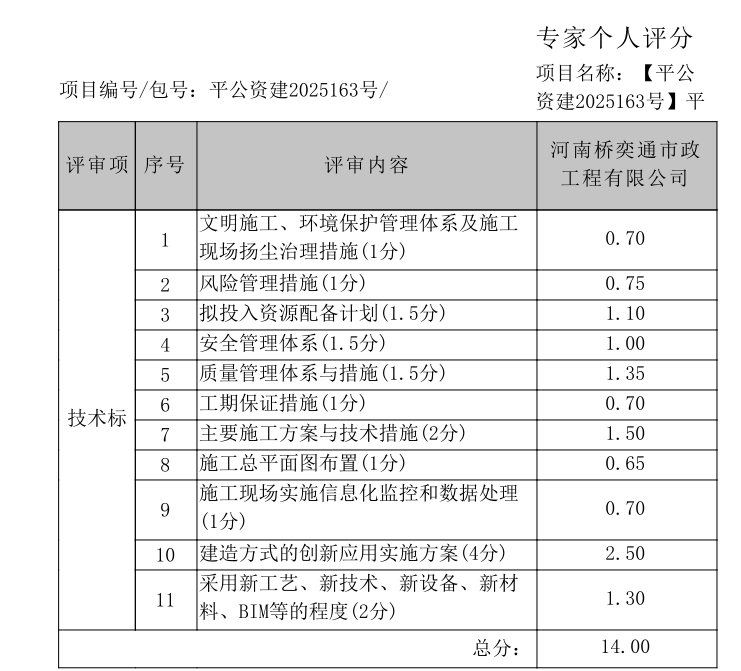 专家个人评分
项目编号/包号: 平公资建2025163号/
项目名称: 【平公
资建2025163号】平
评审项
序号
评审内容
河南桥奕通市政
工程有限公司
技术标
1
文明施工、环境保护管理体系及施工
现场扬尘治理措施(1分)
0.70
2
风险管理措施(1分)
0.75
3
拟投入资源配备计划(1.5分)
1.10
4
安全管理体系(1.5分)
1.00
5
质量管理体系与措施(1.5分)
1.35
6
工期保证措施(1分)
0.70
7
主要施工方案与技术措施(2分)
1.50
8
施工总平面图布置(1分)
0.65
9
施工现场实施信息化监控和数据处理
(1分)
0.70
10
建造方式的创新应用实施方案(4分)
2.50
11
采用新工艺、新技术、新设备、新材
料、BIM等的程度(2分)
1.30
总分:
14.00